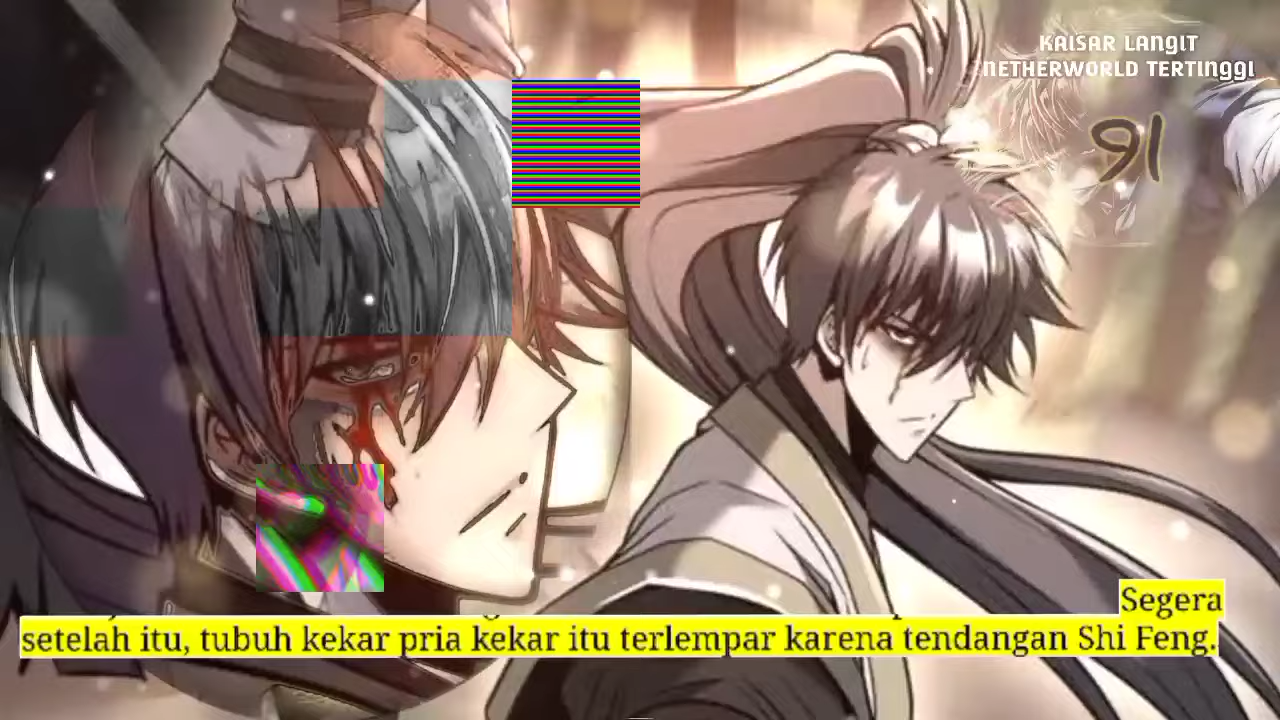 KAISAR LANGIT
NETHERWORLD TERTINGGI
91
Segera
setelah itu, tubuh kekar pria kekar itu terlempar karena tendangan Shi Feng.